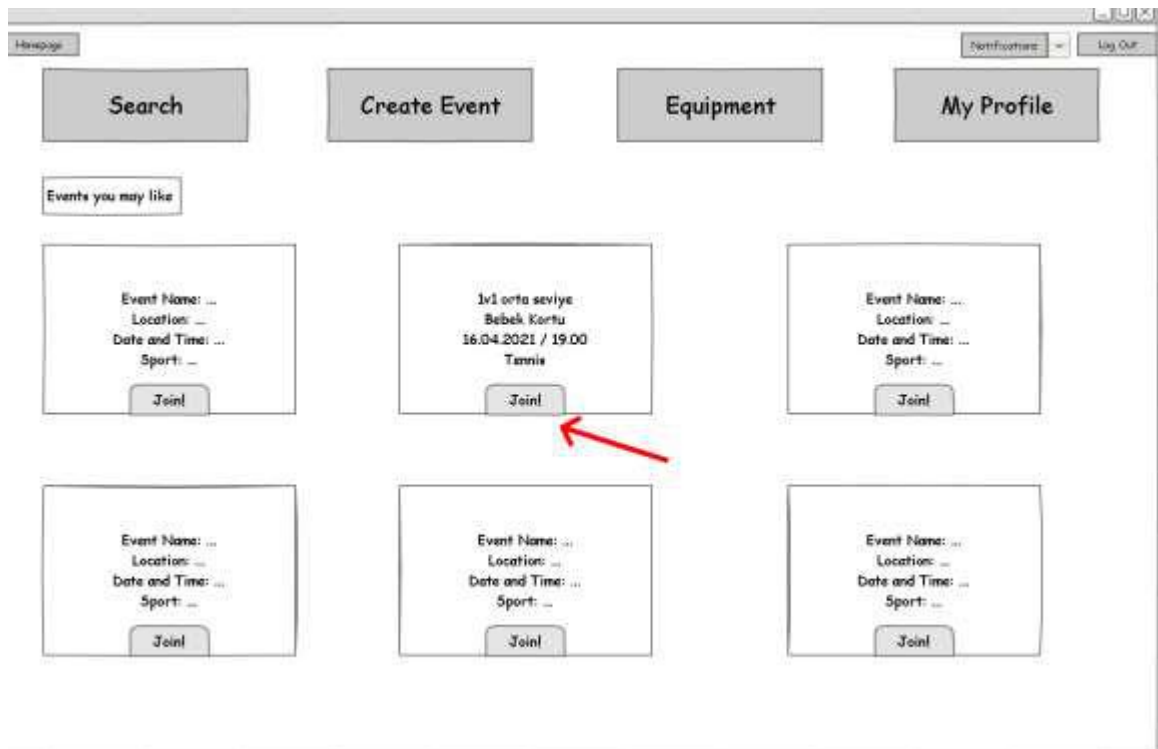 Homepage
Notifications
Log Out
Search
Create Event
Equipment
My Profile
Events you may like
Event Name: ...
Location: ...
Date and Time: ...
Sport: ...
Join!
1v1 orta seviye
Bebek Kortu
16.04.2021 / 19.00
Tennis
Join!
Event Name: ...
Location: ...
Date and Time: ...
Sport: ...
Join!
Event Name: ...
Location: ...
Date and Time: ...
Sport: ...
Join!
Event Name: ...
Location: ...
Date and Time: ...
Sport: ...
Join!
Event Name: ...
Location: ...
Date and Time: ...
Sport: ...
Join!